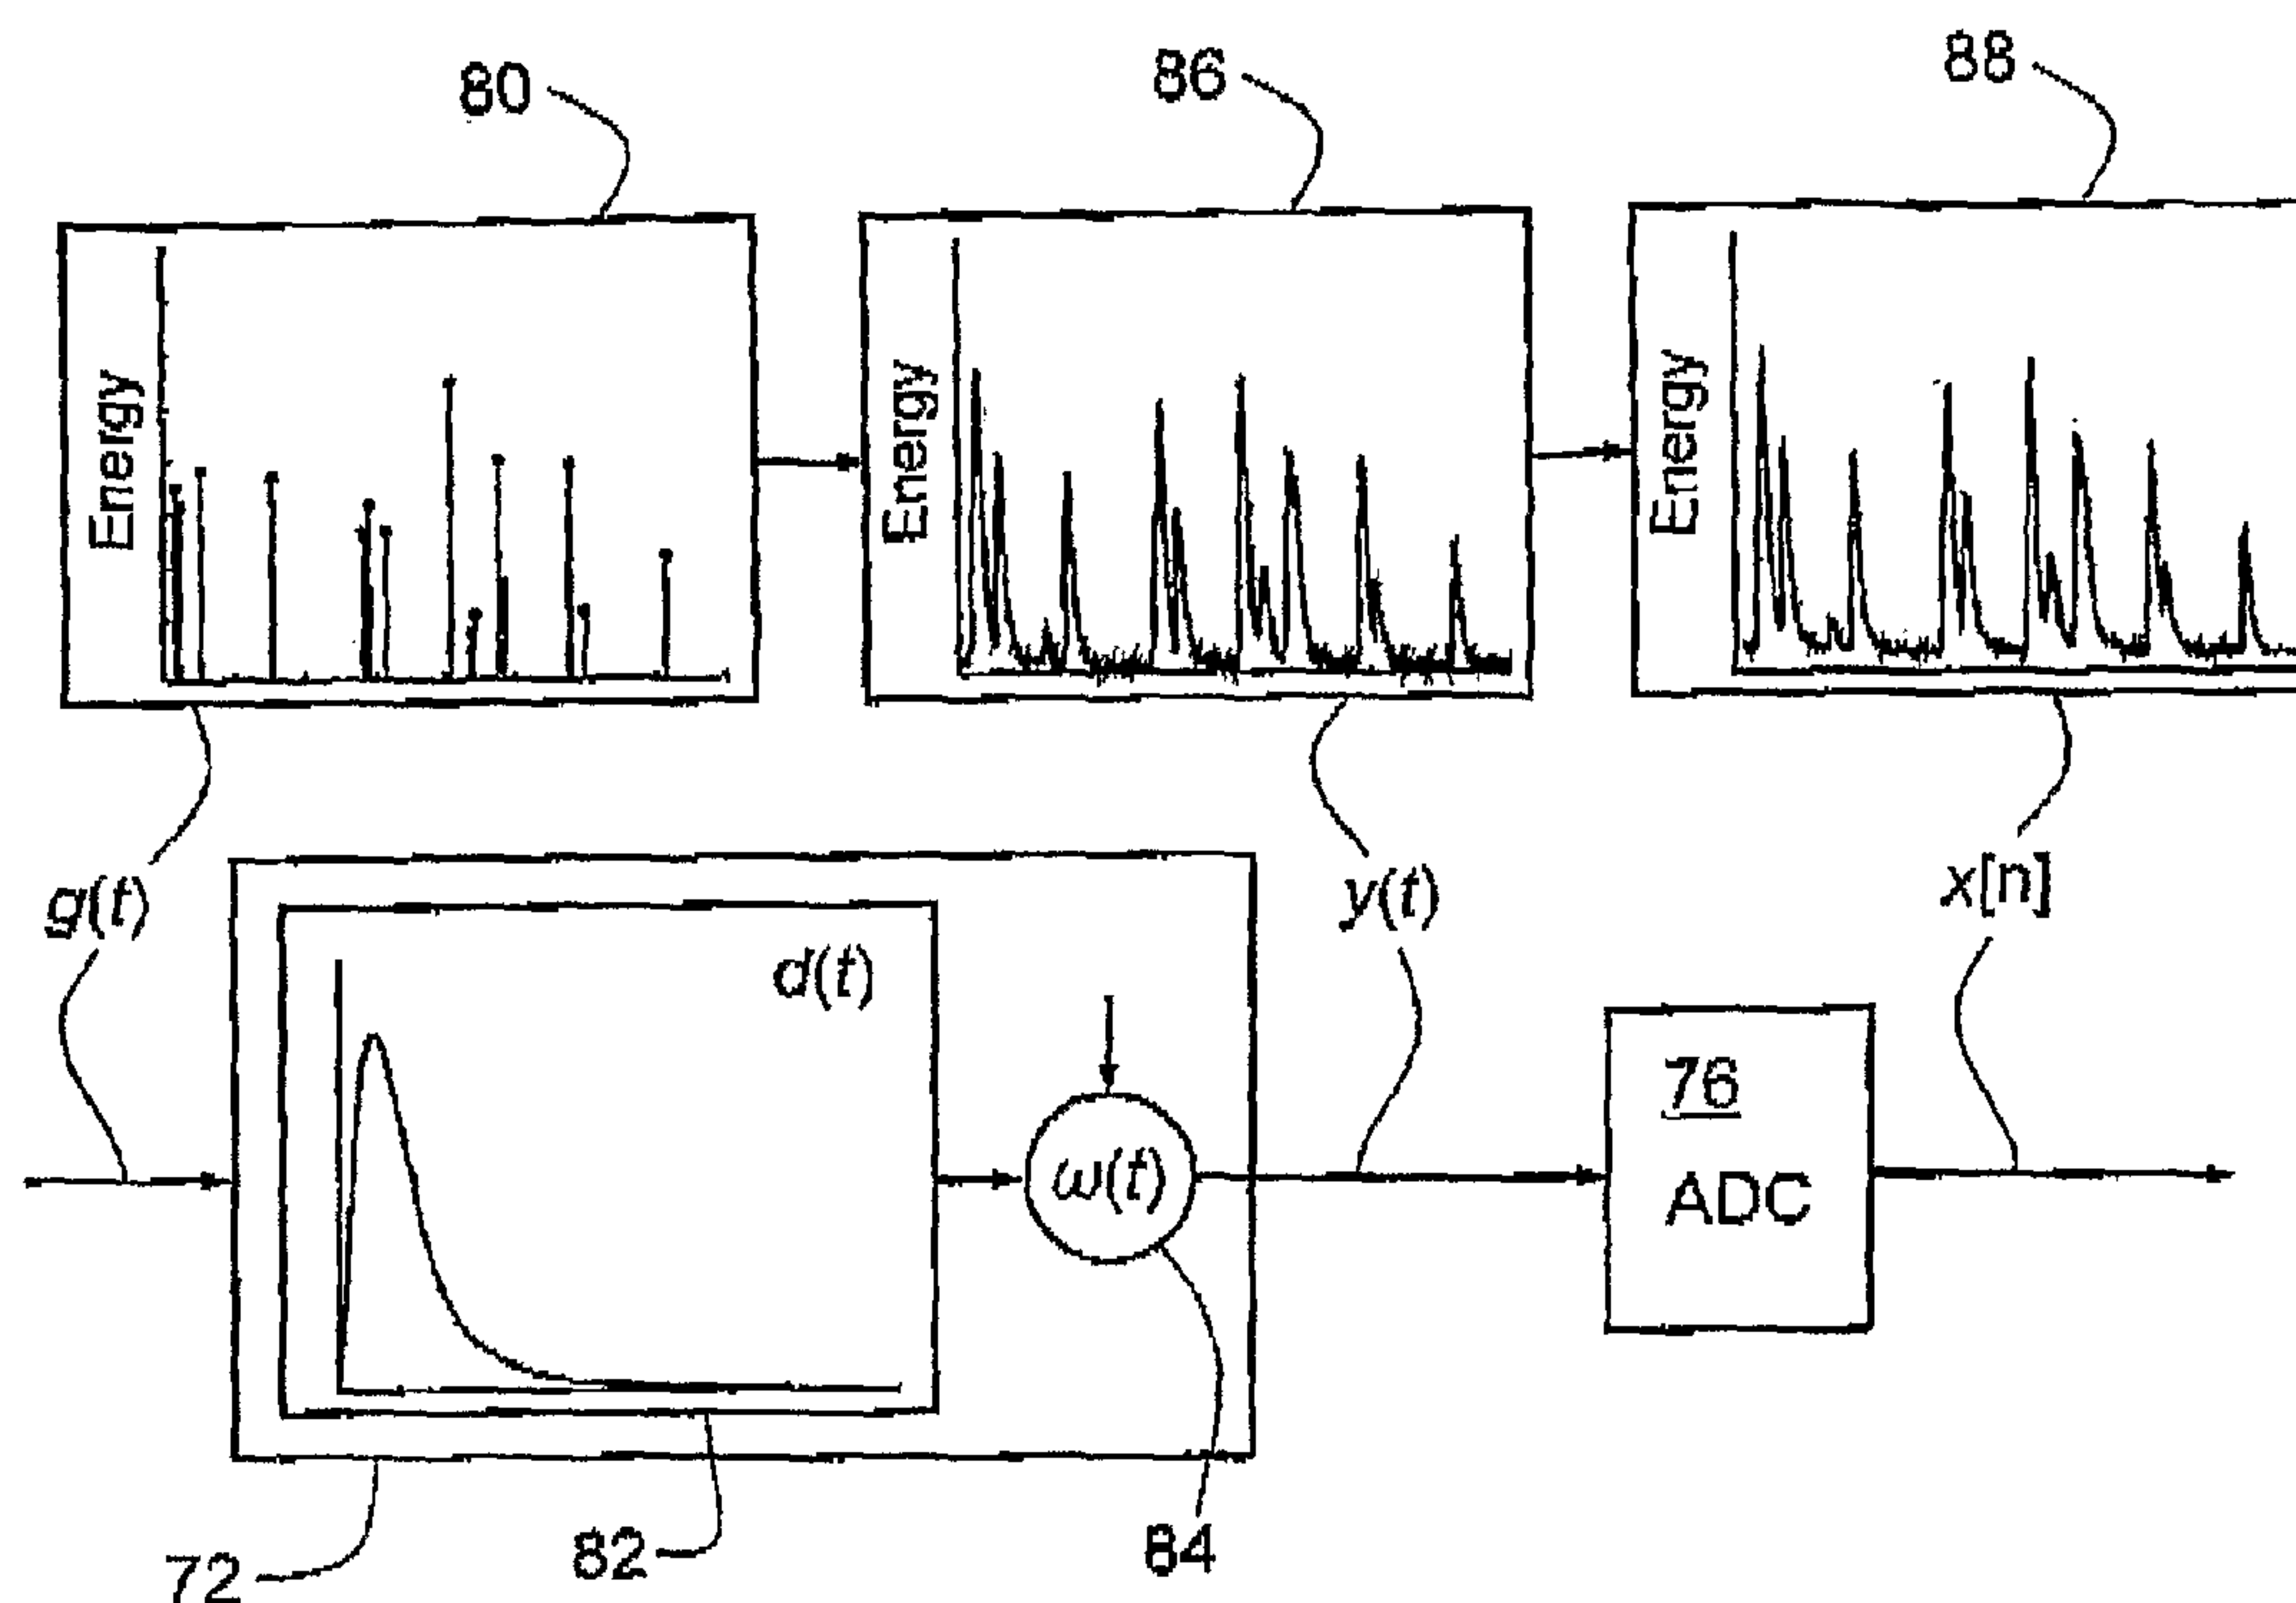 80
86
88
Energy
Energy
Energy
g(t)
y(t)
x[n]
d(t)
ω(t)
76
ADC
72
82
84